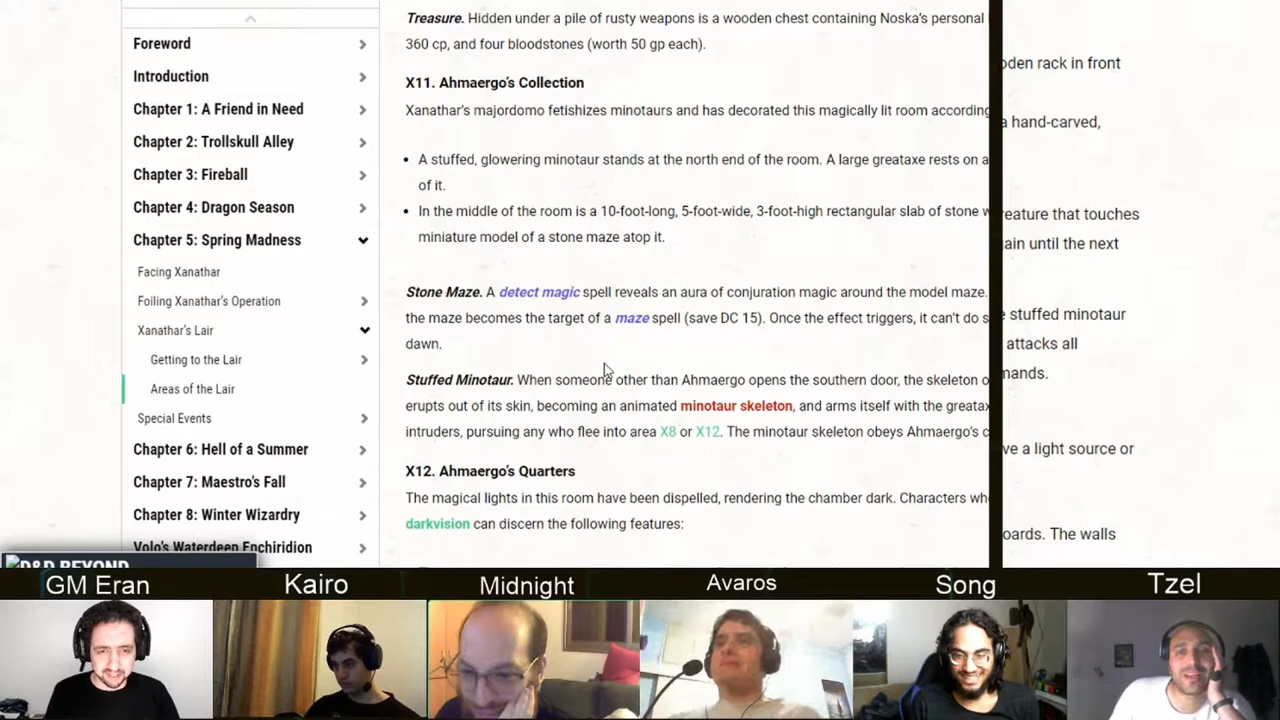 Foreword
Introduction
Chapter 1: A Friend in Need
Chapter 2: Trollskull Alley
Chapter 3: Fireball
Chapter 4: Dragon Season
Chapter 5: Spring Madness
Facing Xanathar
Foiling Xanathar's Operation
Xanathar's Lair
Getting to the Lair
Areas of the Lair
Special Events
Chapter 6: Hell of a Summer
Chapter 7: Maestro's Fall
Chapter 8: Winter Wizardry
Volo's Waterdeep Enchiridion
D&D BEYOND
Treasure. Hidden under a pile of rusty weapons is a wooden chest containing Noska's personal
360 cp, and four bloodstones (worth 50 gp each).
X11. Ahmaergo's Collection
Xanathar's majordomo fetishizes minotaurs and has decorated this magically lit room according
• A stuffed, glowering minotaur stands at the north end of the room. A large greataxe rests on a
of it.
• In the middle of the room is a 10-foot-long, 5-foot-wide, 3-foot-high rectangular slab of stone w
miniature model of a stone maze atop it.
Stone Maze. A detect magic spell reveals an aura of conjuration magic around the model maze.
the maze becomes the target of a maze spell (save DC 15). Once the effect triggers, it can't do s
dawn.
Stuffed Minotaur. When someone other than Ahmaergo opens the southern door, the skeleton o
erupts out of its skin, becoming an animated minotaur skeleton, and arms itself with the greatax
intruders, pursuing any who flee into area X8 or X12. The minotaur skeleton obeys Ahmaergo's c
X12. Ahmaergo's Quarters
The magical lights in this room have been dispelled, rendering the chamber dark. Characters wh
darkvision can discern the following features:
oden rack in front
a hand-carved,
reature that touches
ain until the next
e stuffed minotaur
attacks all
mands.
ve a light source or
oards. The walls
GM Eran
Kairo
Midnight
Avaros
Song
Tzel